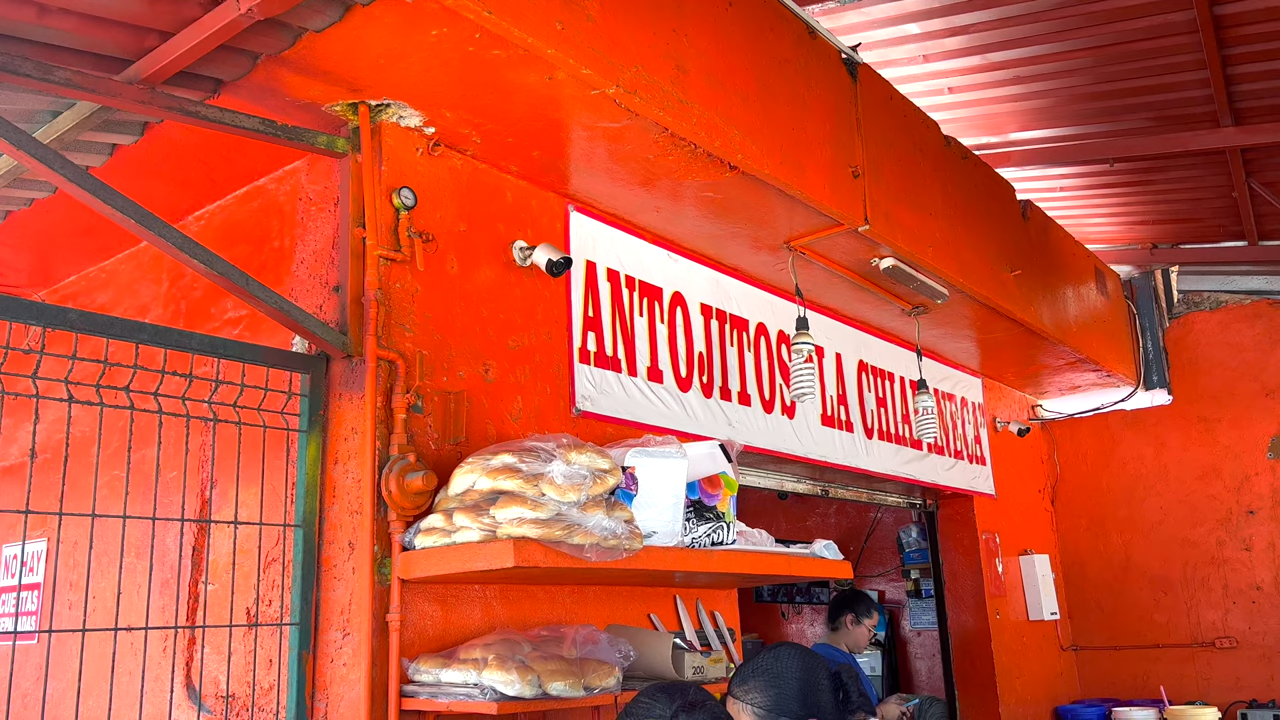 ANTOJITOS "LA CHIAPANECA"
NO HAY
CUENTAS
SEPARADAS
200